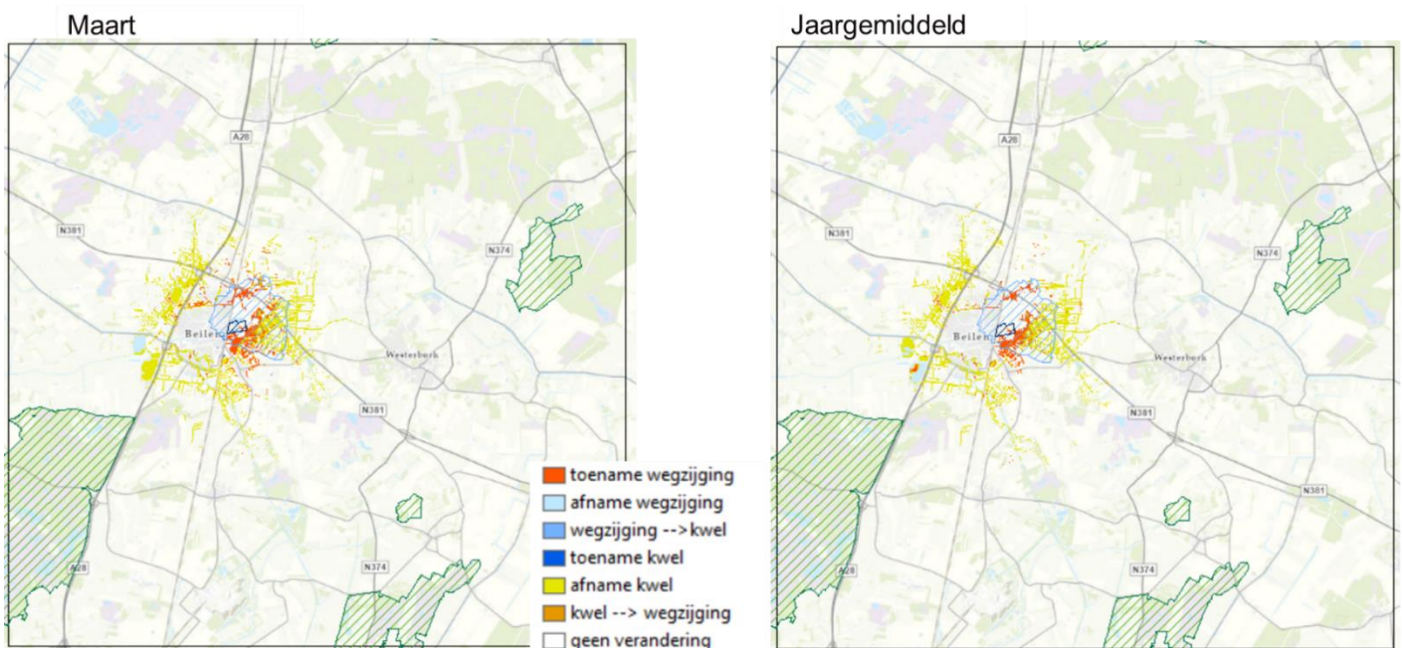 Maart
Jaargemiddeld
A28
N381
N374
Beilen
Westerbork
N381
A28
N374
A28
N381
N374
Beilen
Westerbork
N381
N381
A28
N374
toename wegzijging
afname wegzijging
wegzijging -->kwel
toename kwel
afname kwel
kwel --> wegzijging
geen verandering